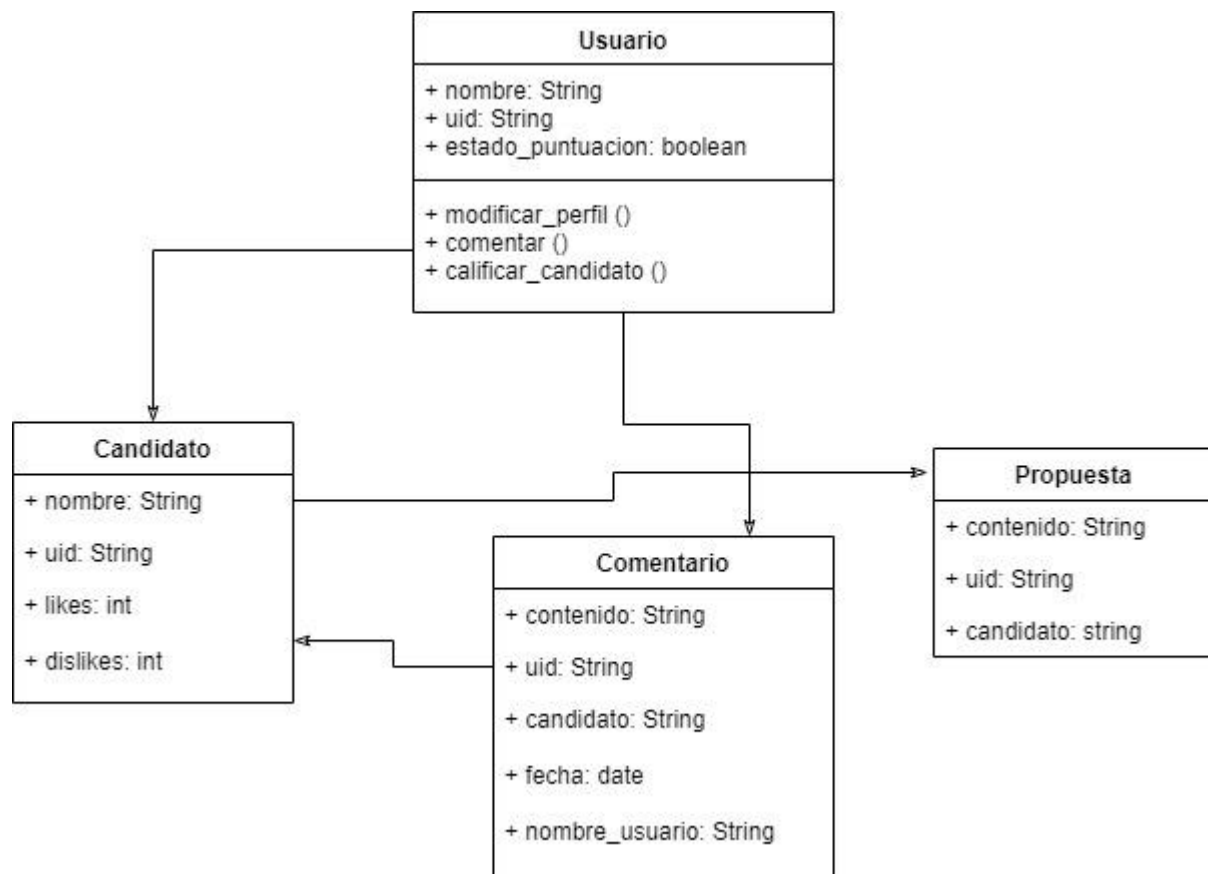 Usuario
+ nombre: String
+ uid: String
+ estado_puntuacion: boolean
+ modificar_perfil ()
+ comentar ()
+ calificar_candidato ()
Candidato
+ nombre: String
+ uid: String
+ likes: int
+ dislikes: int
Comentario
+ contenido: String
+ uid: String
+ candidato: String
+ fecha: date
+ nombre_usuario: String
Propuesta
+ contenido: String
+ uid: String
+ candidato: string